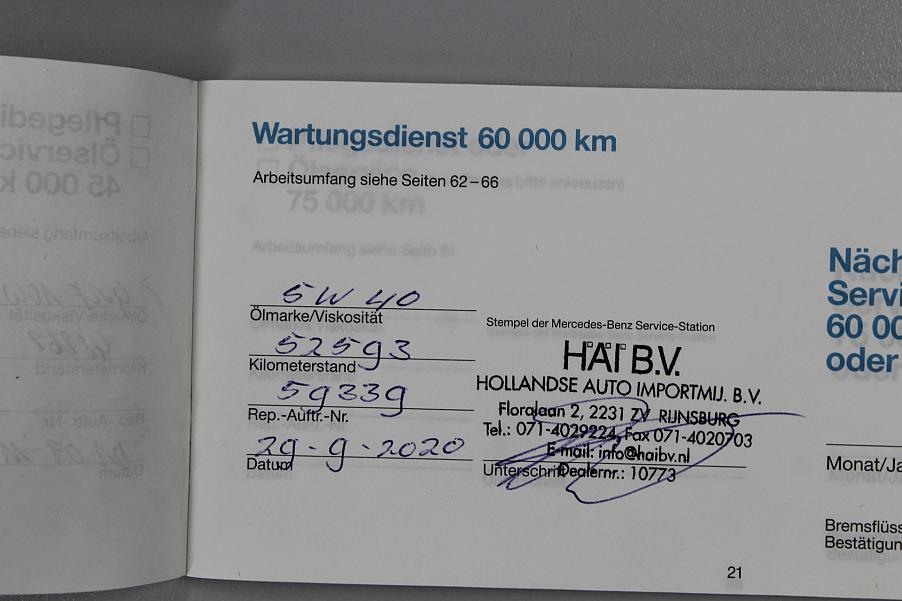 Wartungsdienst 60 000 km
Arbeitsumfang siehe Seiten 62–66
5W40
Ölmarke/Viskosität
52593
Kilometerstand
59339
Rep.-Auftr.-Nr.
29-9-2020
Datum
Stempel der Mercedes-Benz Service-Station
HÄI B.V.
HOLLANDSE AUTO IMPORTMIJ. B.V.
Floralaan 2, 2231 ZV RIJNSBURG
Tel.: 071-4029224, Fax 071-4020703
E-mail: info@haibv.nl
Unterschrift
Dealernr.: 10773
21
Näch
Servi
60 00
oder
Monat/Ja
Bremsflüss
Bestätigun